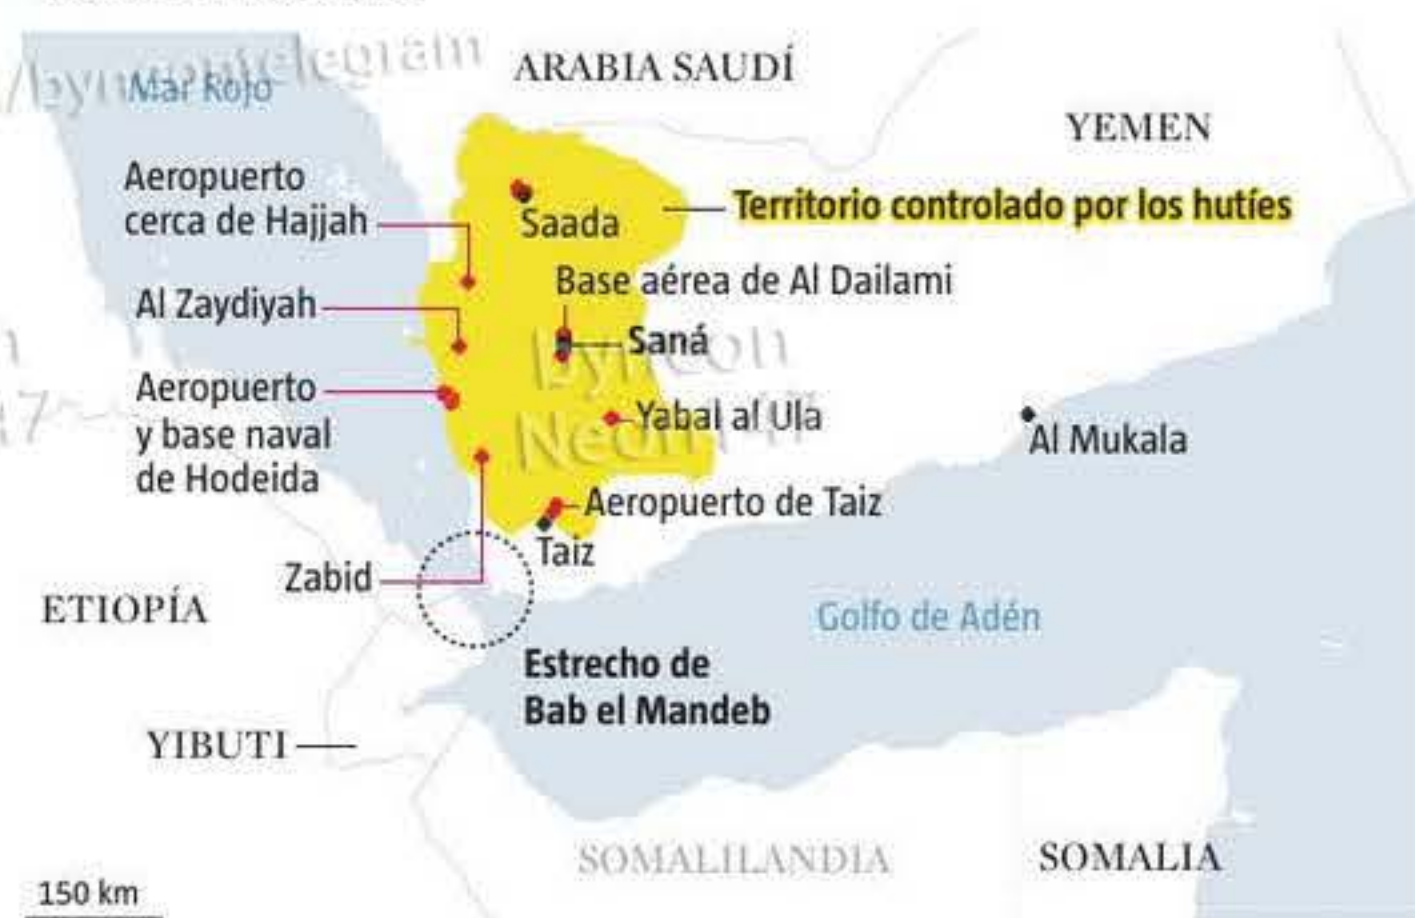 Mar Rojo
ARABIA SAUDÍ
YEMEN
Aeropuerto
cerca de Hajjah
Saada
Territorio controlado por los hutíes
Base aérea de Al Dailami
Al Zaydiyah
Saná
Aeropuerto
y base naval
de Hodeida
Yabal al Ula
Al Mukala
Aeropuerto de Taiz
Taiz
Zabid
ETIOPÍA
Golfo de Adén
Estrecho de
Bab el Mandeb
YIBUTI
SOMALILANDIA
SOMALIA
150 km